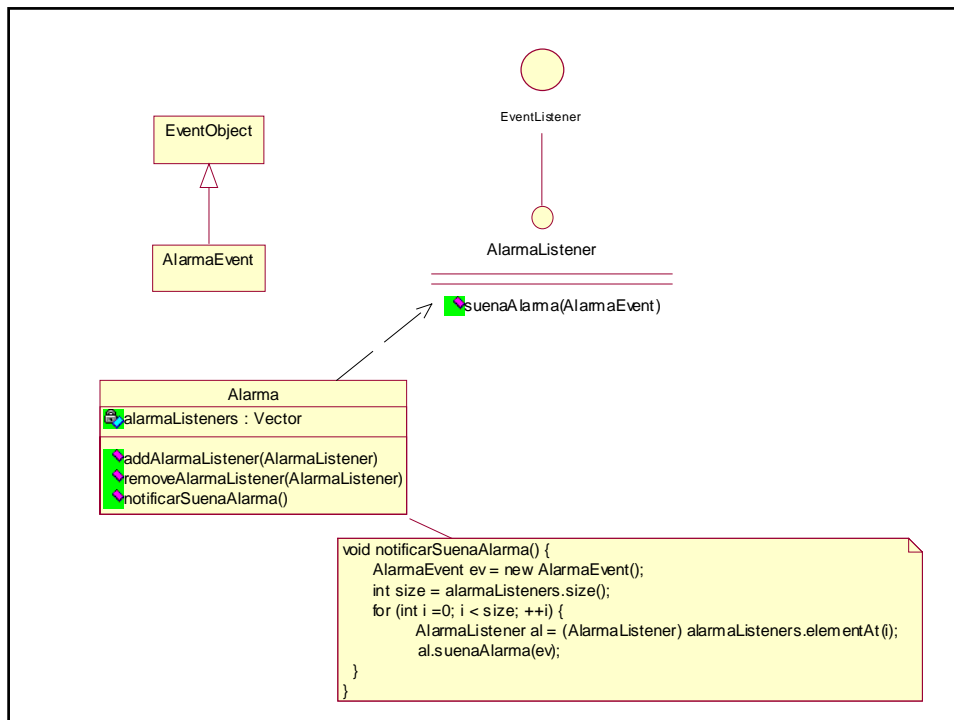 EventListener
EventObject
AlarmaListener
AlarmaEvent
suenaAlarma(AlarmaEvent)
Alarma
alarmaListeners : Vector
addAlarmaListener(AlarmaListener)
removeAlarmaListener(AlarmaListener)
notificarSuenaAlarma()
void notificarSuenaAlarma() {
AlarmaEvent ev = new AlarmaEvent();
int size = alarmaListeners.size();
for (int i =0; i < size; ++i) {
AlarmaListener al = (AlarmaListener) alarmaListeners.elementAt(i);
al.suenaAlarma(ev);
}
}